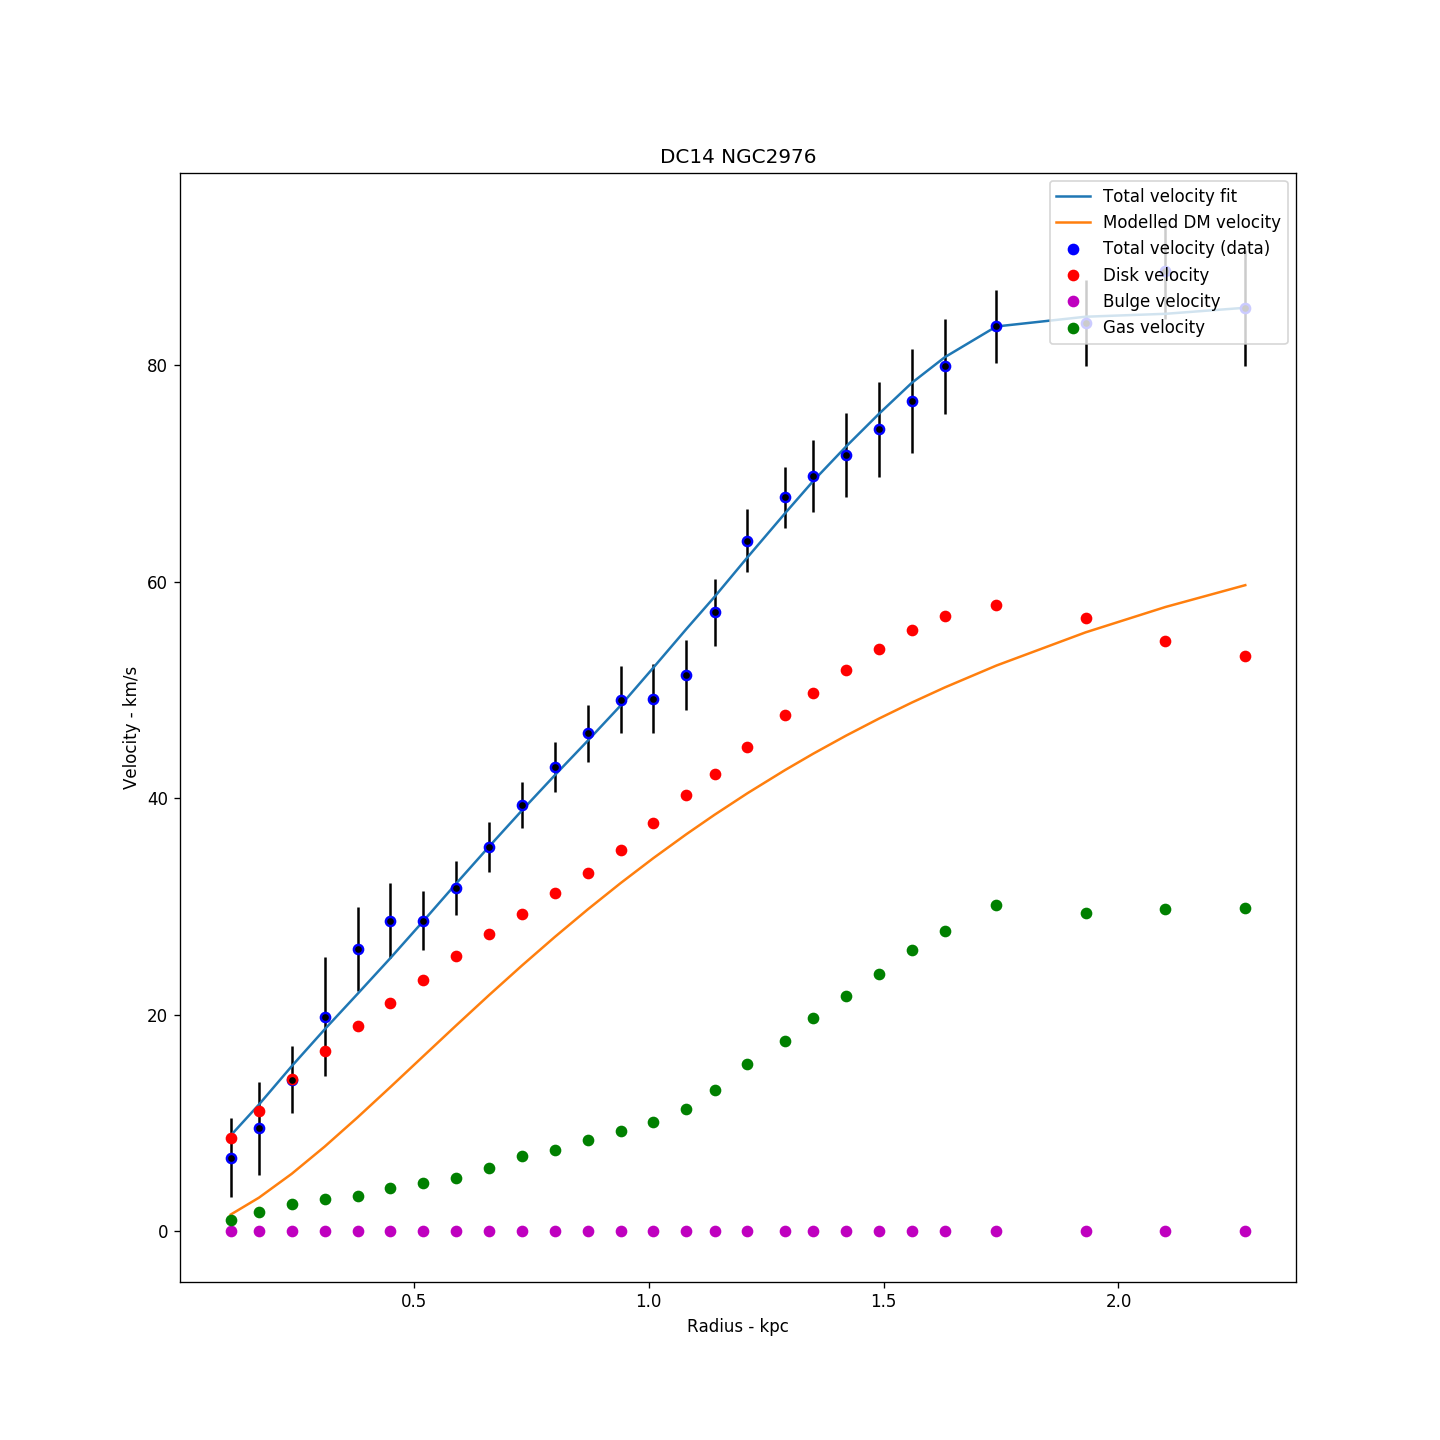 DC14 NGC2976
Total velocity fit
Modelled DM velocity
Total velocity (data)
Disk velocity
Bulge velocity
Gas velocity
80
60
40
20
0
Velocity - km/s
0.5 1.0 1.5 2.0
Radius - kpc